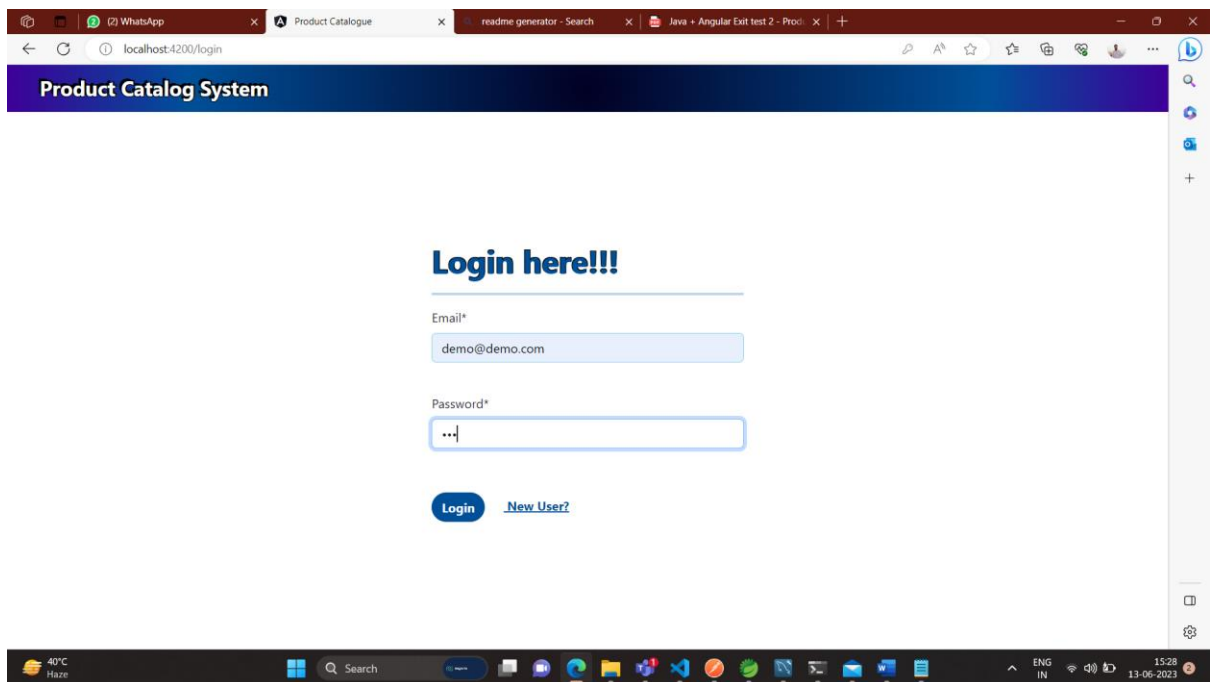 (2) WhatsApp
Product Catalogue
readme generator - Search
Java + Angular Exit test 2 - Prod
localhost:4200/login
Product Catalog System
Login here!!!
Email*
demo@demo.com
Password*
Login New User?
40°C
Haze
Search
ENG
IN
15:28
13-06-2023
2